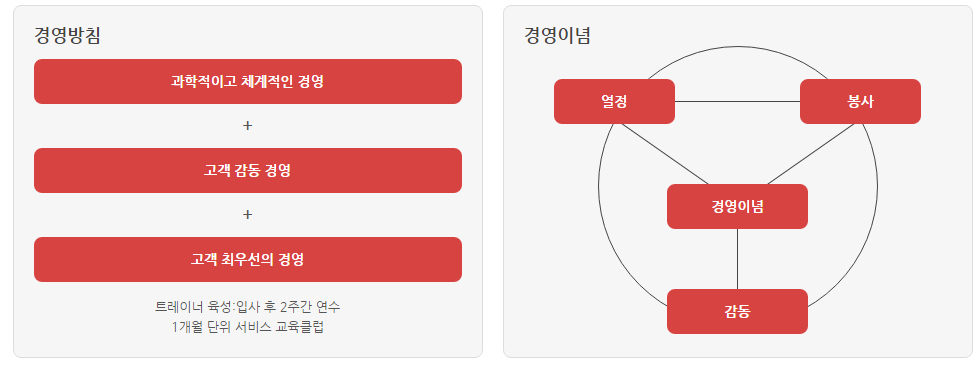 경영방침
과학적이고 체계적인 경영
+
고객 감동 경영
+
고객 최우선의 경영
트레이너 육성:입사 후 2주간 연수
1개월 단위 서비스 교육클럽
경영이념
열정
봉사
경영이념
감동